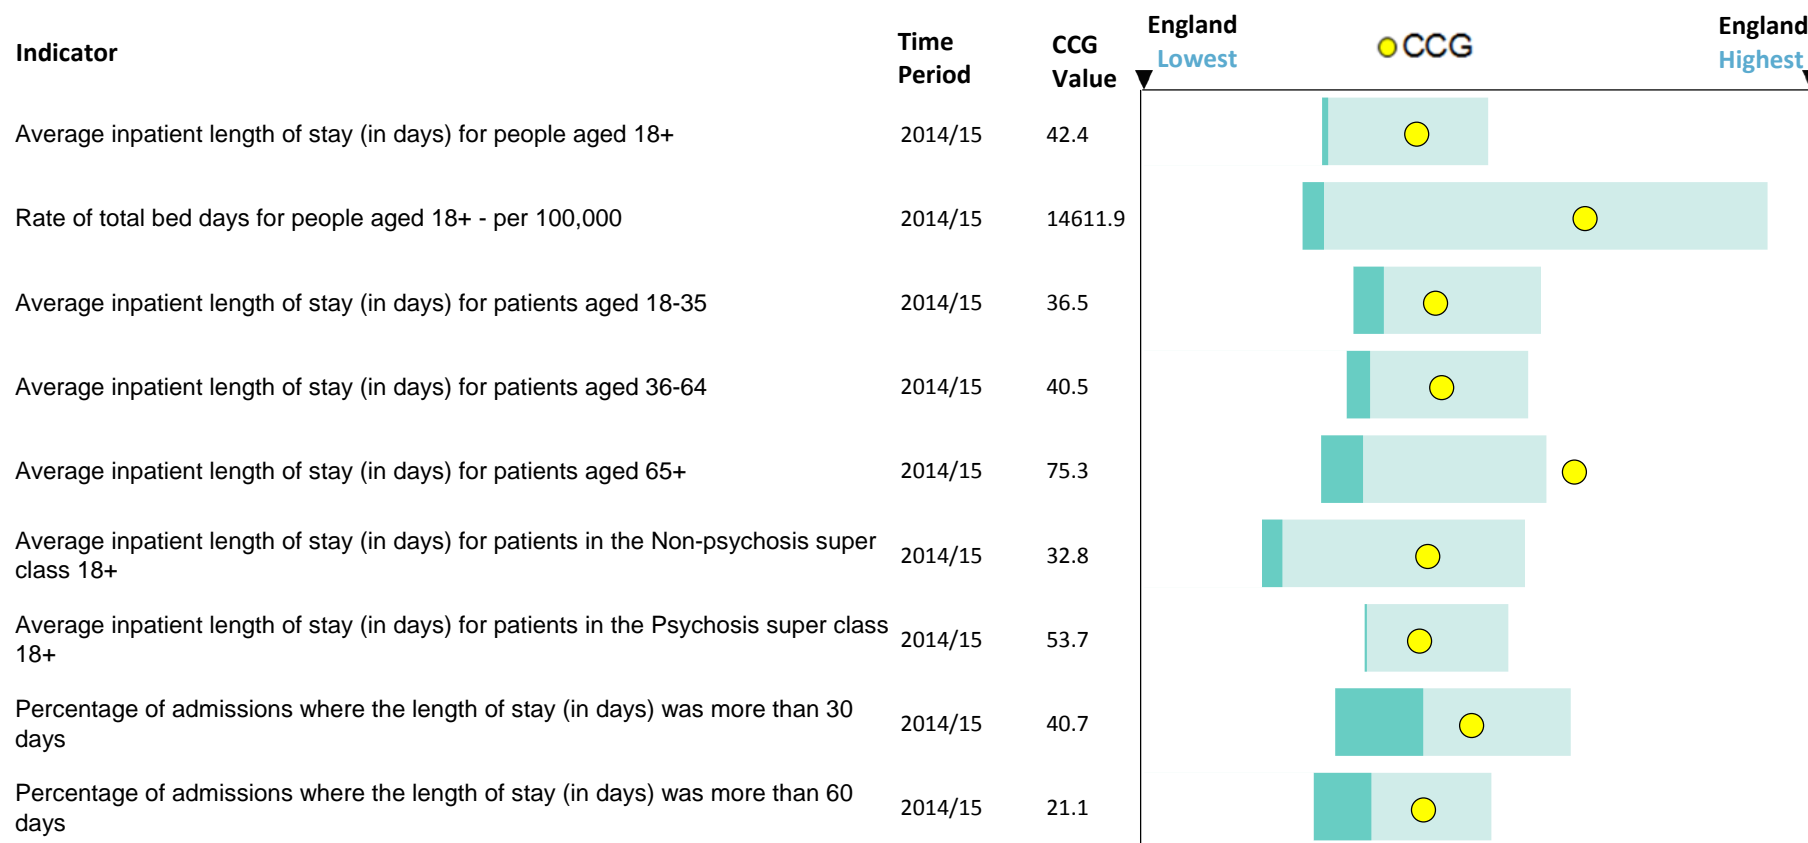 Indicator
Time
Period
CCG
Value
England
Lowest
CCG
England
Highest
Average inpatient length of stay (in days) for people aged 18+ 2014/15 42.4
Rate of total bed days for people aged 18+ - per 100,000 2014/15 14611.9
Average inpatient length of stay (in days) for patients aged 18-35 2014/15 36.5
Average inpatient length of stay (in days) for patients aged 36-64 2014/15 40.5
Average inpatient length of stay (in days) for patients aged 65+ 2014/15 75.3
Average inpatient length of stay (in days) for patients in the Non-psychosis super
class 18+
2014/15 32.8
Average inpatient length of stay (in days) for patients in the Psychosis super class
18+
2014/15 53.7
Percentage of admissions where the length of stay (in days) was more than 30
days
2014/15 40.7
Percentage of admissions where the length of stay (in days) was more than 60
days
2014/15 21.1